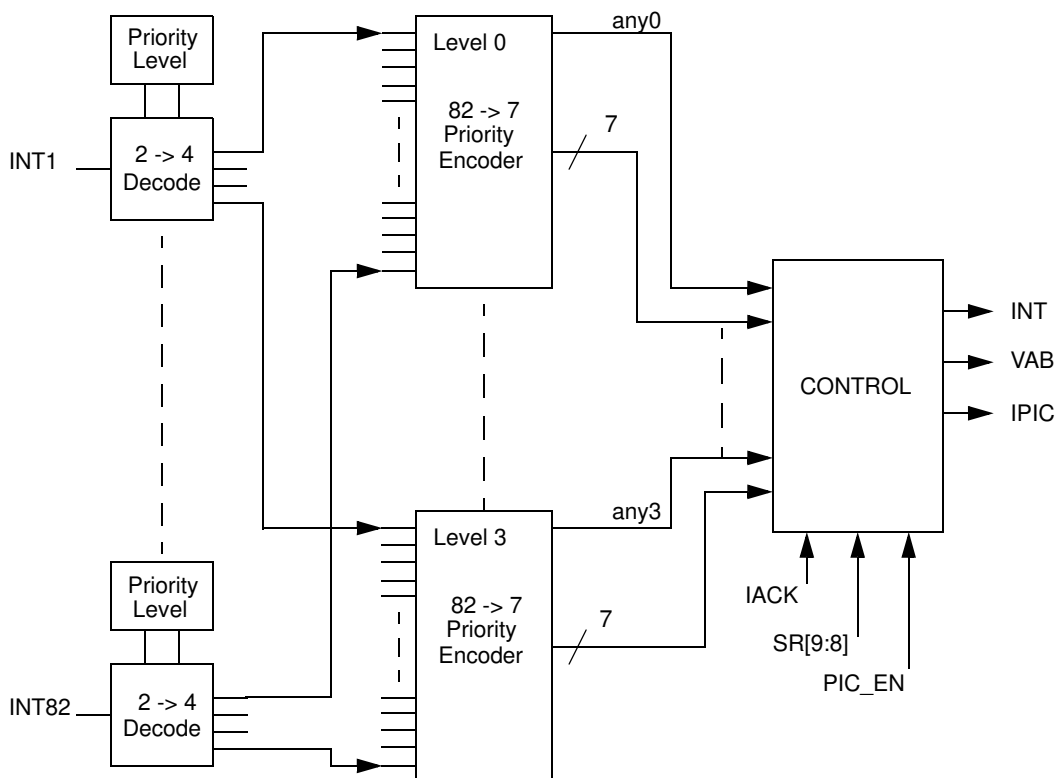 Priority
Level
INT1
2 -> 4
Decode
Level 0
82 -> 7
Priority
Encoder
any0
7
CONTROL
INT
VAB
IPIC
IACK
SR[9:8]
PIC_EN
Priority
Level
INT82
2 -> 4
Decode
Level 3
82 -> 7
Priority
Encoder
any3
7